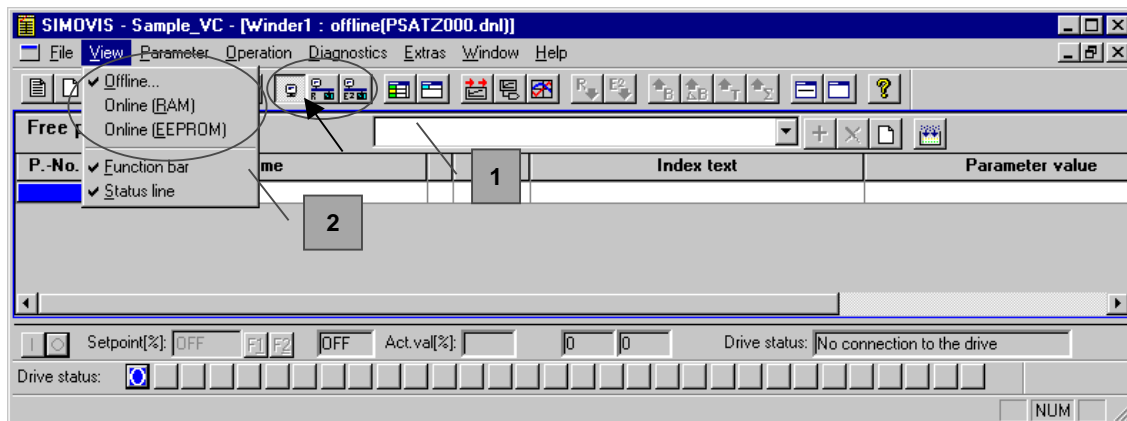 SIMOVIS - Sample_VC - [Winder1 : offline(PSATZ000.dnl)]
File View Parameter Operation Diagnostics Extras Window Help
Offline...
Online (RAM)
Online (EEPROM)
Function bar
Status line
Free
P.-No. me Index text Parameter value
1
2
Setpoint[%]: OFF F1 F2 OFF Act.val[%]: 0 0 Drive status: No connection to the drive
Drive status:
NUM